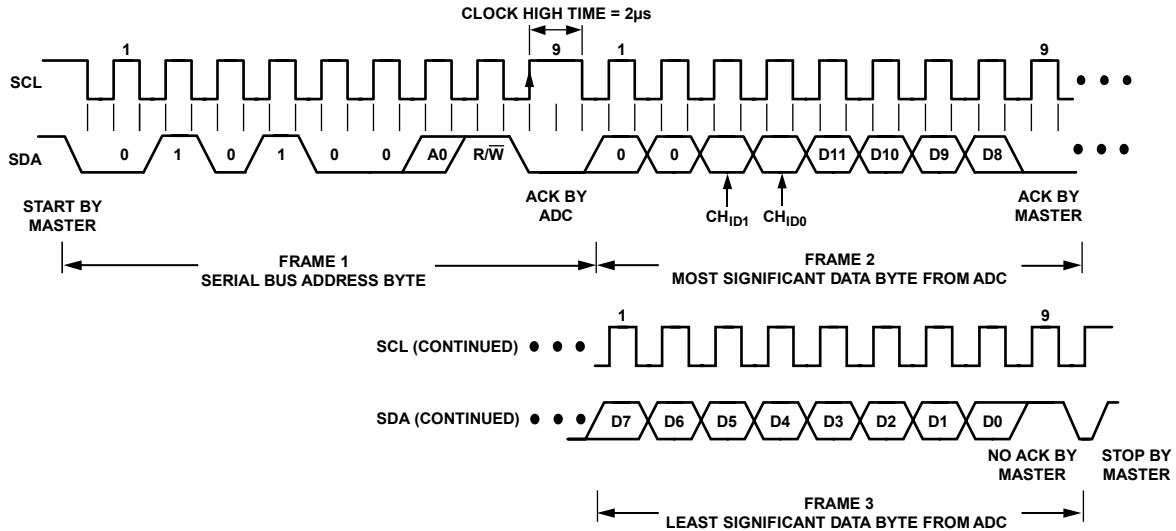 CLOCK HIGH TIME = 2µs
1 9 1 9
SCL
SDA 0 1 0 1 0 0 A0 R/W̅ 0 0 D11 D10 D9 D8
START BY
MASTER
ACK BY
ADC
CH_ID1 CH_ID0
ACK BY
MASTER
FRAME 1
SERIAL BUS ADDRESS BYTE
FRAME 2
MOST SIGNIFICANT DATA BYTE FROM ADC
1 9
SCL (CONTINUED)
SDA (CONTINUED) D7 D6 D5 D4 D3 D2 D1 D0
NO ACK BY
MASTER
STOP BY
MASTER
FRAME 3
LEAST SIGNIFICANT DATA BYTE FROM ADC